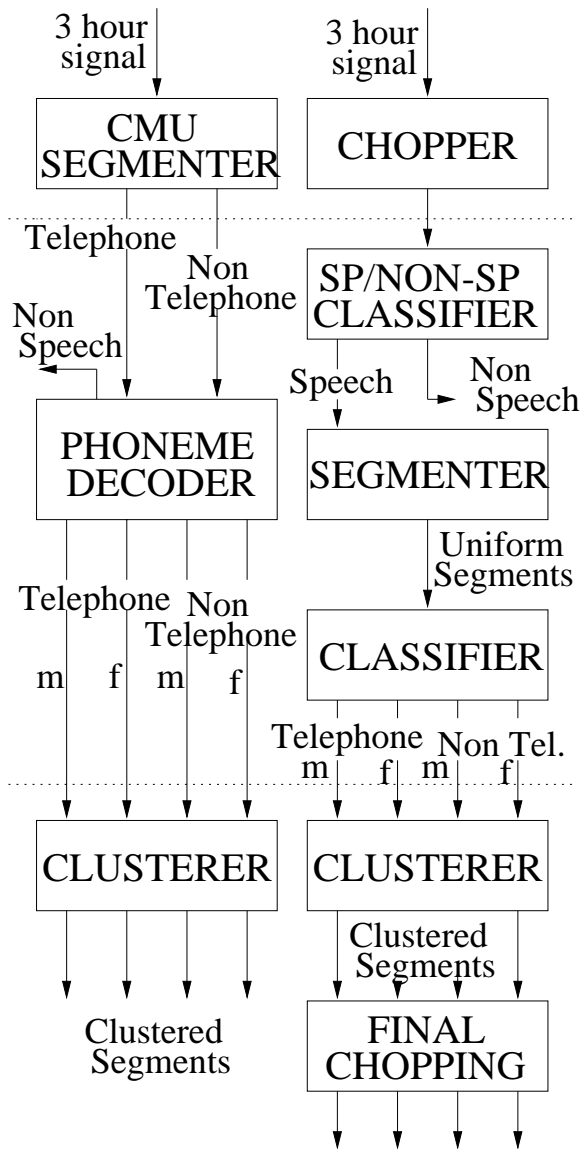 3 hour
signal
CMU
SEGMENTER
Telephone
Non
Telephone
Non
Speech
PHONEME
DECODER
Telephone
Non
Telephone
m
f
m
f
CLUSTERER
Clustered
Segments
3 hour
signal
CHOPPER
SP/NON-SP
CLASSIFIER
Speech
Non
Speech
SEGMENTER
Uniform
Segments
CLASSIFIER
Telephone
Non Tel.
m
f
m
f
CLUSTERER
Clustered
Segments
FINAL
CHOPPING